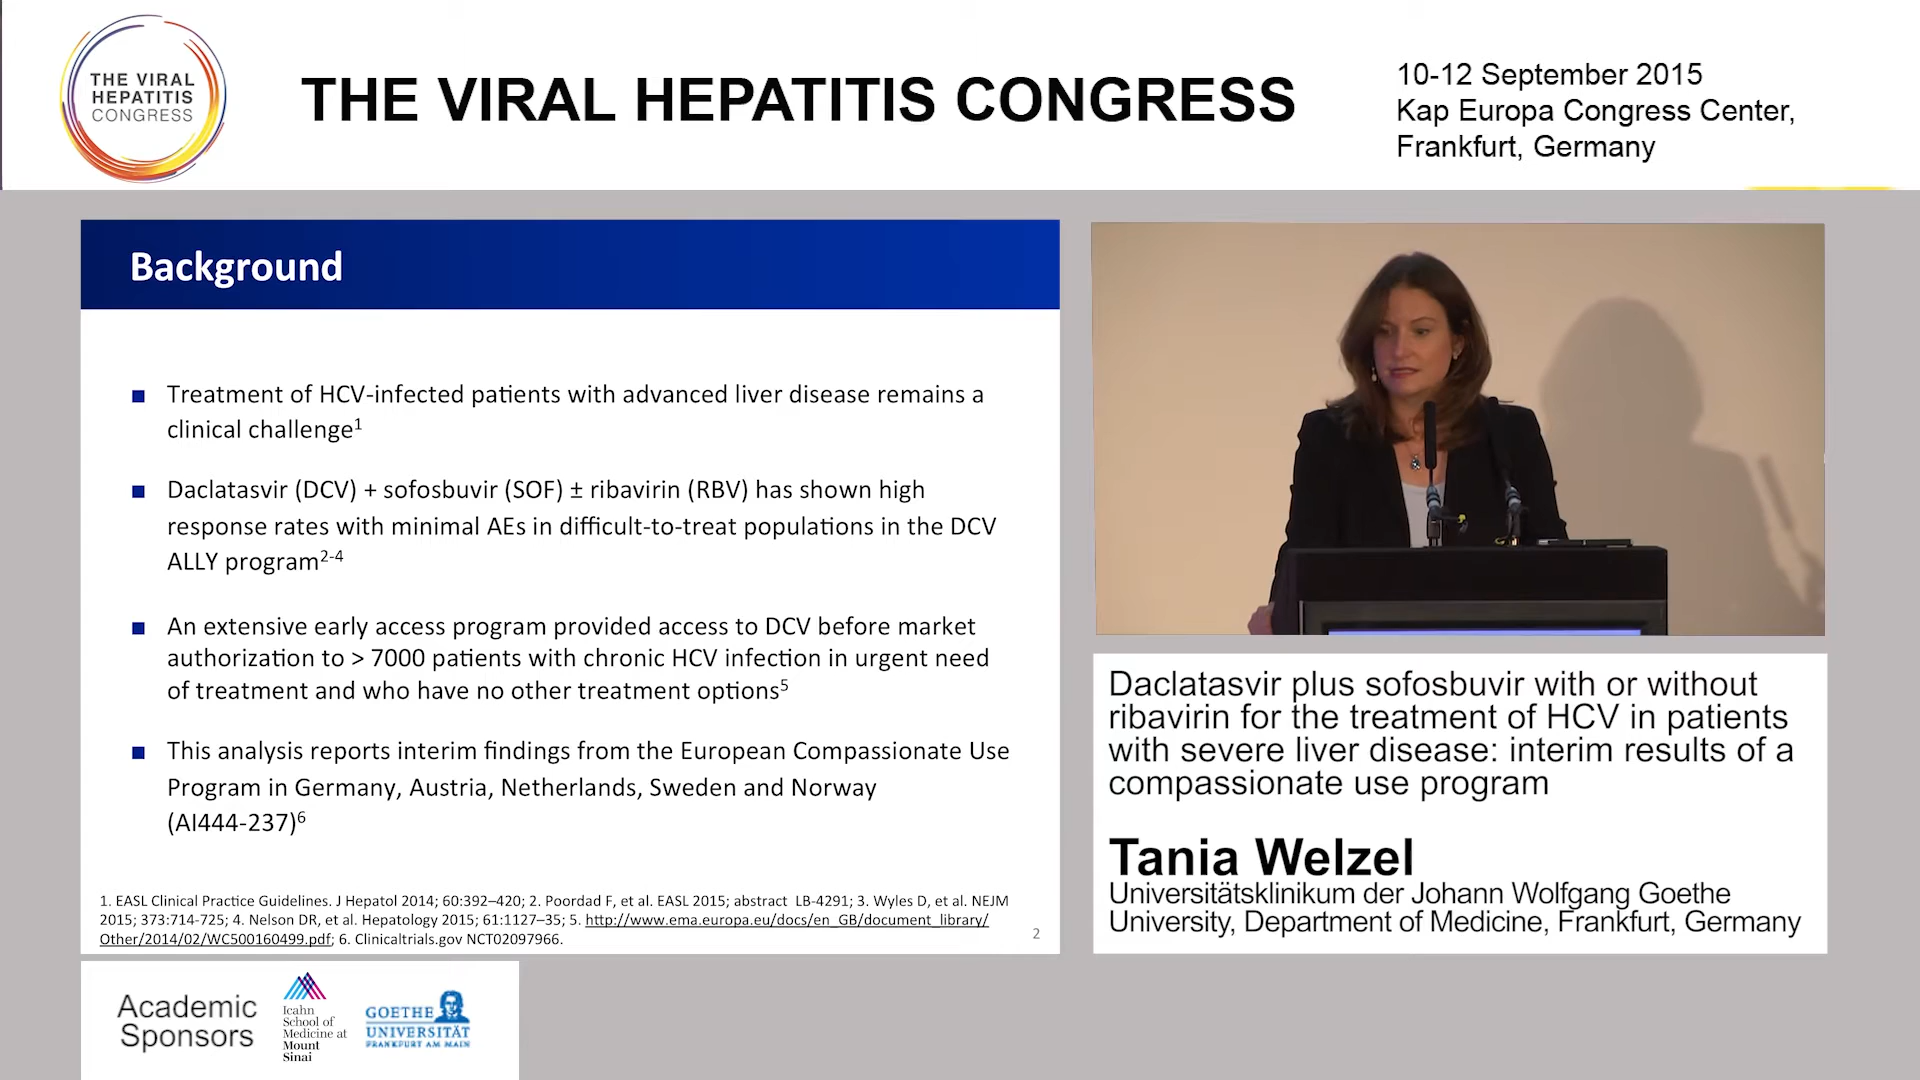 THE VIRAL
HEPATITIS
CONGRESS
THE VIRAL HEPATITIS CONGRESS
10-12 September 2015
Kap Europa Congress Center,
Frankfurt, Germany
Background
■ Treatment of HCV-infected patients with advanced liver disease remains a
clinical challenge¹
■ Daclatasvir (DCV) + sofosbuvir (SOF) ± ribavirin (RBV) has shown high
response rates with minimal AEs in difficult-to-treat populations in the DCV
ALLY program²⁻⁴
■ An extensive early access program provided access to DCV before market
authorization to > 7000 patients with chronic HCV infection in urgent need
of treatment and who have no other treatment options⁵
■ This analysis reports interim findings from the European Compassionate Use
Program in Germany, Austria, Netherlands, Sweden and Norway
(AI444-237)⁶
1. EASL Clinical Practice Guidelines. J Hepatol 2014; 60:392–420; 2. Poordad F, et al. EASL 2015; abstract LB-4291; 3. Wyles D, et al. NEJM
2015; 373:714-725; 4. Nelson DR, et al. Hepatology 2015; 61:1127–35; 5. http://www.ema.europa.eu/docs/en_GB/document_library/
Other/2014/02/WC500160499.pdf; 6. Clinicaltrials.gov NCT02097966.
2
Daclatasvir plus sofosbuvir with or without
ribavirin for the treatment of HCV in patients
with severe liver disease: interim results of a
compassionate use program
Tania Welzel
Universitätsklinikum der Johann Wolfgang Goethe
University, Department of Medicine, Frankfurt, Germany
Academic
Sponsors
Icahn
School of
Medicine at
Mount
Sinai
GOETHE
UNIVERSITÄT
FRANKFURT AM MAIN